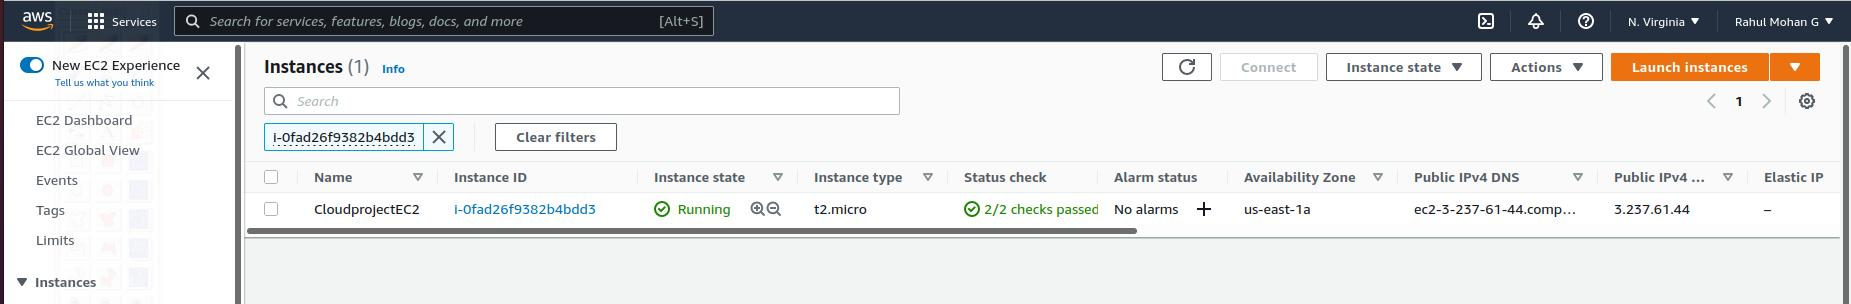 aws Services Search for services, features, blogs, docs, and more [Alt+S] N. Virginia Rahul Mohan G
New EC2 Experience
Tell us what you think
EC2 Dashboard
EC2 Global View
Events
Tags
Limits
Instances
Instances (1) Info
Connect Instance state Actions Launch instances
Search
1
i-0fad26f9382b4bdd3 Clear filters
Name Instance ID Instance state Instance type Status check Alarm status Availability Zone Public IPv4 DNS Public IPv4 ... Elastic IP
CloudprojectEC2 i-0fad26f9382b4bdd3 Running t2.micro 2/2 checks passed No alarms + us-east-1a ec2-3-237-61-44.comp... 3.237.61.44 –